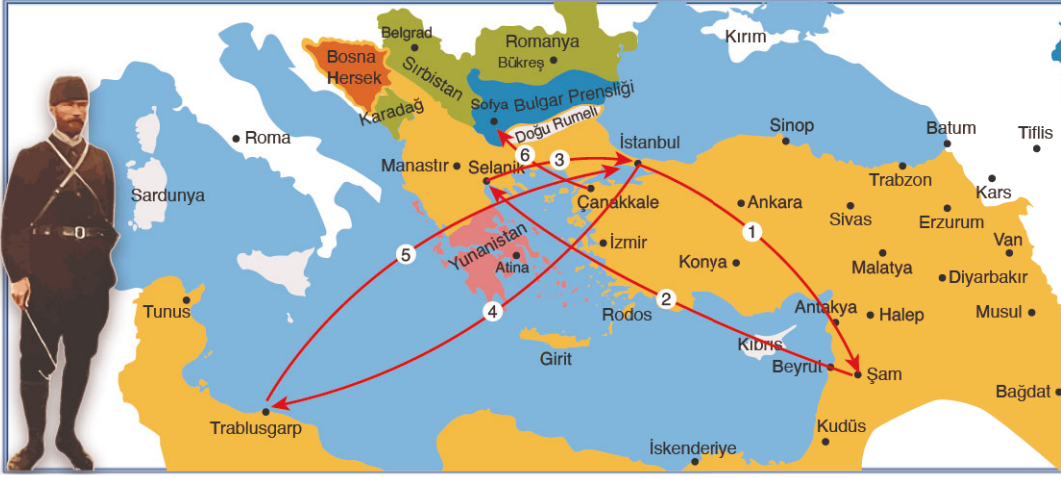 Belgrad
Romanya
Kırım
Bosna
Hersek
Bükreş
Sırbistan
Sofya
Bulgar Prensliği
Karadağ
Doğu Rumeli
Roma
İstanbul
Sinop
Batum
Tiflis
Manastır
Selanik
6
3
Trabzon
Kars
Sardunya
Çanakkale
Ankara
Sivas
Erzurum
1
Yunanistan
İzmir
Van
5
Atina
Konya
Malatya
Diyarbakır
Tunus
4
2
Rodos
Antakya
Halep
Musul
Kıbrıs
Girit
Beyrut
Şam
Bağdat
Trablusgarp
Kudüs
İskenderiye